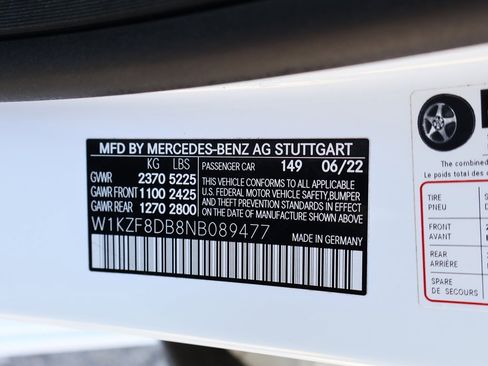 MFD BY MERCEDES-BENZ AG STUTTGART
KG LBS PASSENGER CAR 149 06/22
GVWR 2370 5225
GAWR FRONT 1100 2425
GAWR REAR 1270 2800
THIS VEHICLE CONFORMS TO ALL APPLICABLE
U.S. FEDERAL MOTOR VEHICLE SAFETY, BUMPER,
AND THEFT PREVENTION STANDARDS IN EFFECT
ON THE DATE OF MANUFACTURE SHOWN ABOVE
W1KZF8DB8NB089477
MADE IN GERMANY
The combined
Le poids total des
TIRE
PNEU
FRONT
AVANT
REAR
ARRIÈRE
SPARE
DE SECOURS